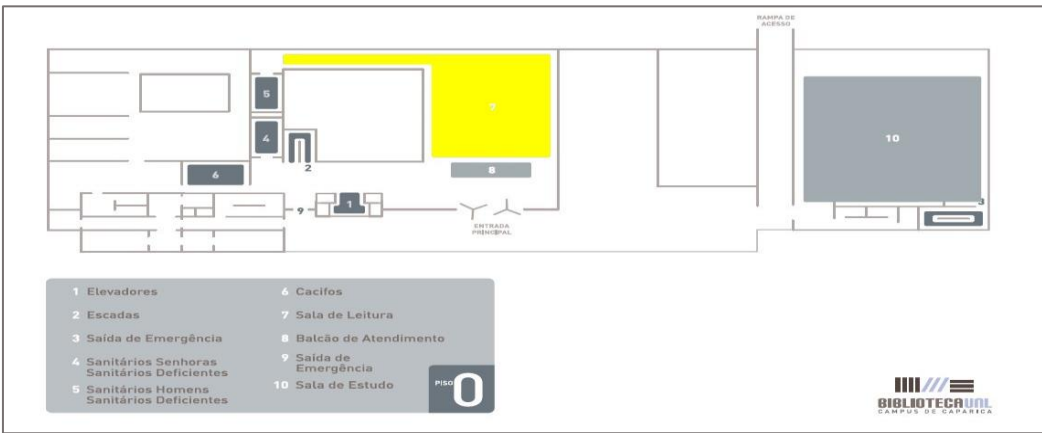 RAMPA DE
ACESSO
5
7
4
10
2
8
6
3
9
1
ENTRADA
PRINCIPAL
1 Elevadores
2 Escadas
3 Saída de Emergência
4 Sanitários Senhoras
Sanitários Deficientes
5 Sanitários Homens
Sanitários Deficientes
6 Cacifos
7 Sala de Leitura
8 Balcão de Atendimento
9 Saída de
Emergência
10 Sala de Estudo
PISO 0
BIBLIOTECAUNL
CAMPUS DE CAPARICA